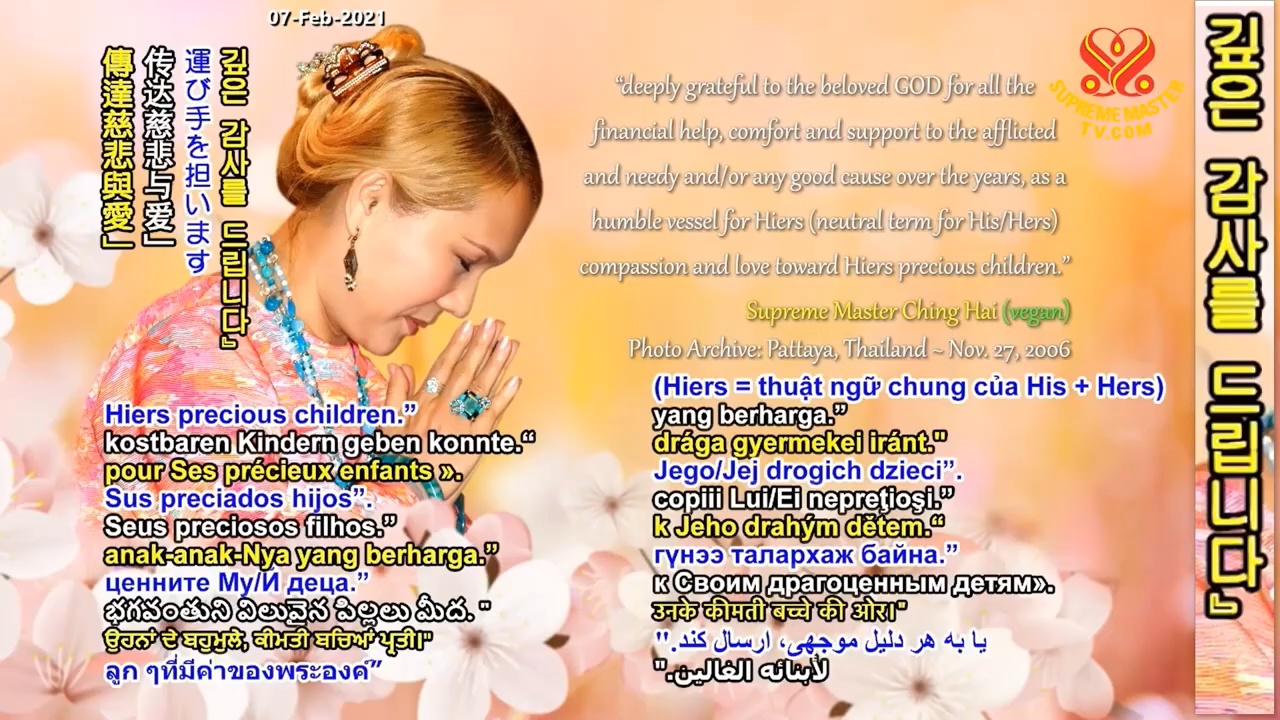 07-Feb-2021
깊은 감사를 드립니다』
運び手を担います
传达慈悲与爱」
傳達慈悲與愛」
“deeply grateful to the beloved GOD for all the
financial help, comfort and support to the afflicted
and needy and/or any good cause over the years, as a
humble vessel for Hiers (neutral term for His/Hers)
compassion and love toward Hiers precious children.”
Supreme Master Ching Hai (vegan)
Photo Archive: Pattaya, Thailand ~ Nov. 27, 2006
SUPREME MASTER
TV.COM
Hiers precious children.”
kostbaren Kindern geben konnte.“
pour Ses précieux enfants ».
Sus preciados hijos”.
Seus preciosos filhos.”
anak-anak-Nya yang berharga.”
ценните Му/Ѝ деца.”
భగవంతుని విలువైన పిల్లలు మీద. "
ਉਹਨਾਂ ਦੇ ਬਹੁਮੁਲੇ, ਕੀਮਤੀ ਬਚਿਆਂ ਪ੍ਰਤੀ।"
ลูก ๆที่มีค่าของพระองค์”
(Hiers = thuật ngữ chung của His + Hers)
yang berharga.”
drága gyermekei iránt."
Jego/Jej drogich dzieci”.
copiii Lui/Ei nepreţioşi.”
k Jeho drahým dětem.“
гүнээ талархаж байна.”
к Своим драгоценным детям».
उनके कीमती बच्चे की ओर।"
یا به هر دلیل موجهی، ارسال کند."
لأبنائه الغالين."
깊은 감사를 드립니다』